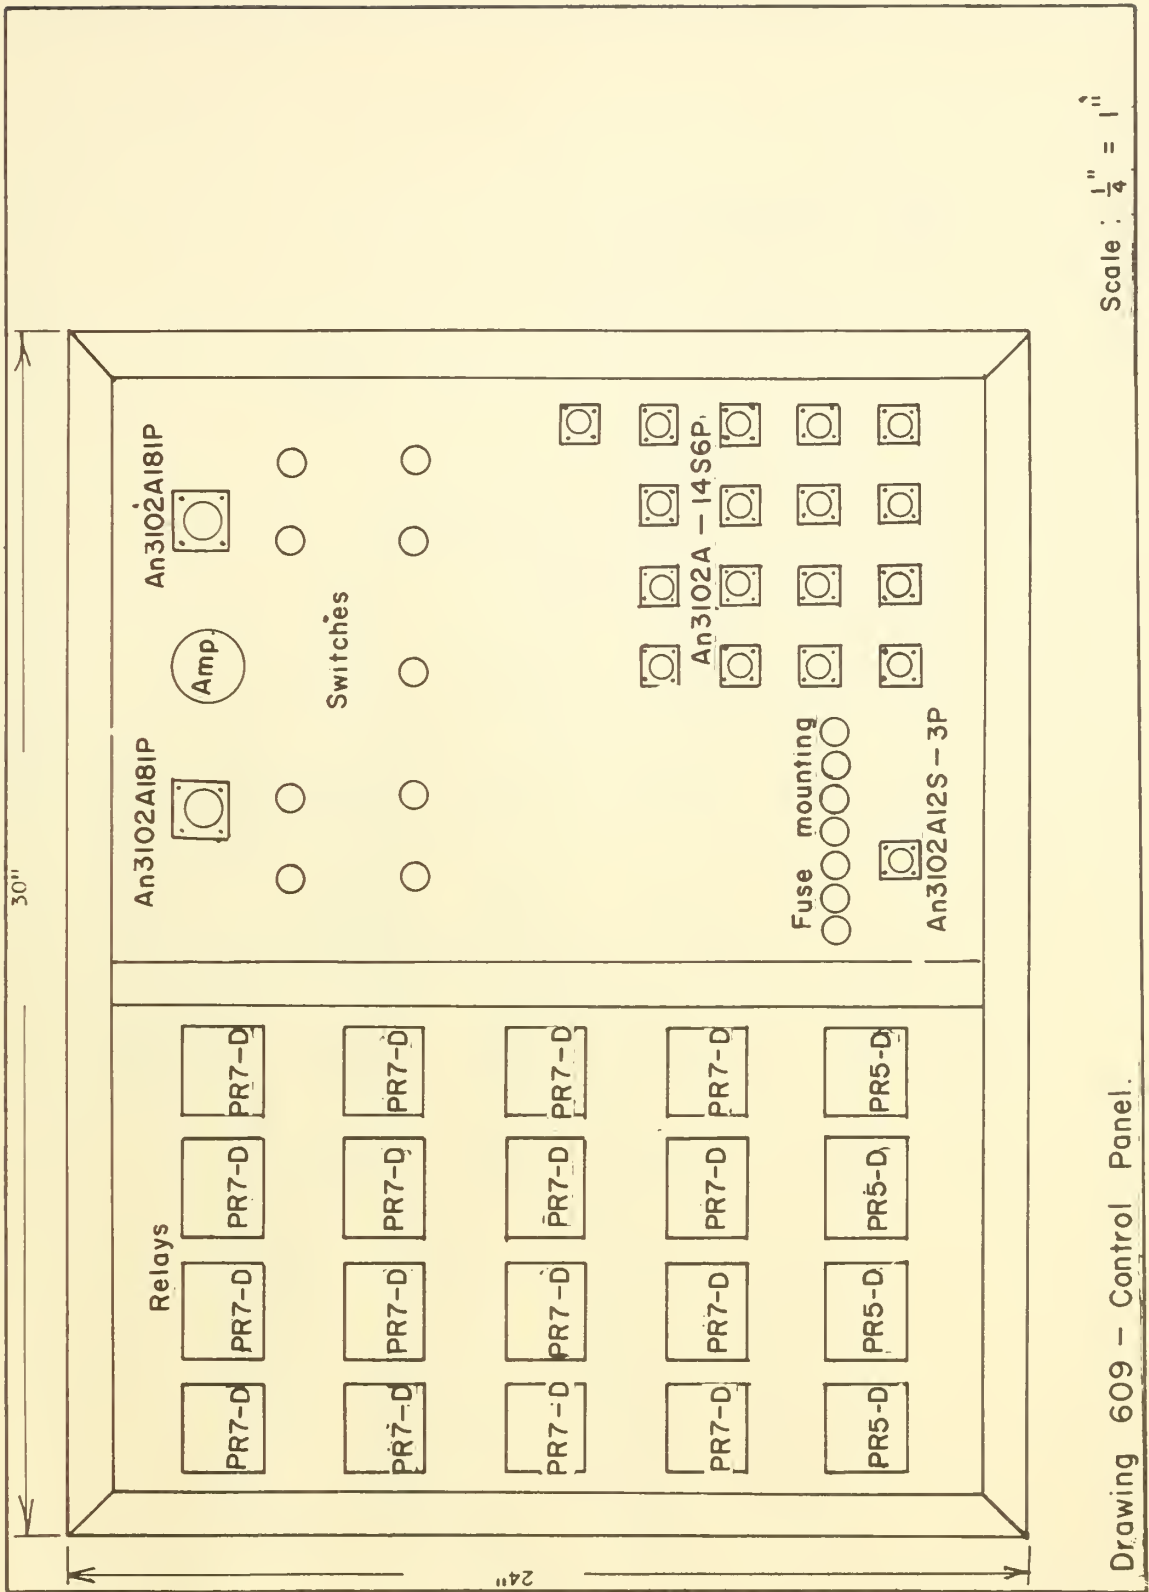 30"
24"
Relays
PR7-D PR7-D PR7-D PR7-D
PR7-D PR7-D PR7-D PR7-D
PR7-D PR7-D PR7-D PR7-D
PR7-D PR7-D PR7-D PR7-D
PR5-D PR5-D PR5-D PR5-D
An3102A181P
Amp.
An3102A181P
Switches
An3102A-14S6P
Fuse mounting
An3102A12S-3P
Scale: 1/4" = 1"
Drawing 609 - Control Panel.